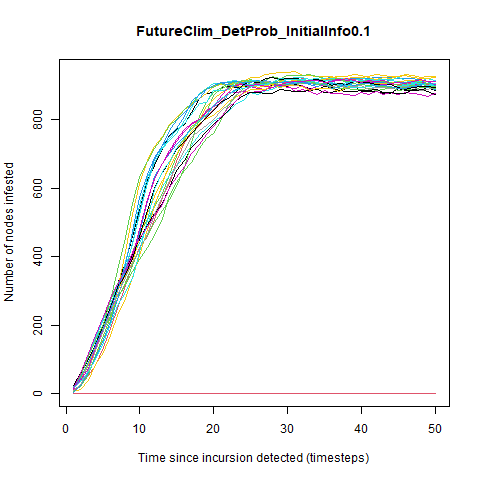 FutureClim_DetProb_InitialInfo0.1
Number of nodes infested
800
600
400
200
0
0 10 20 30 40 50
Time since incursion detected (timesteps)